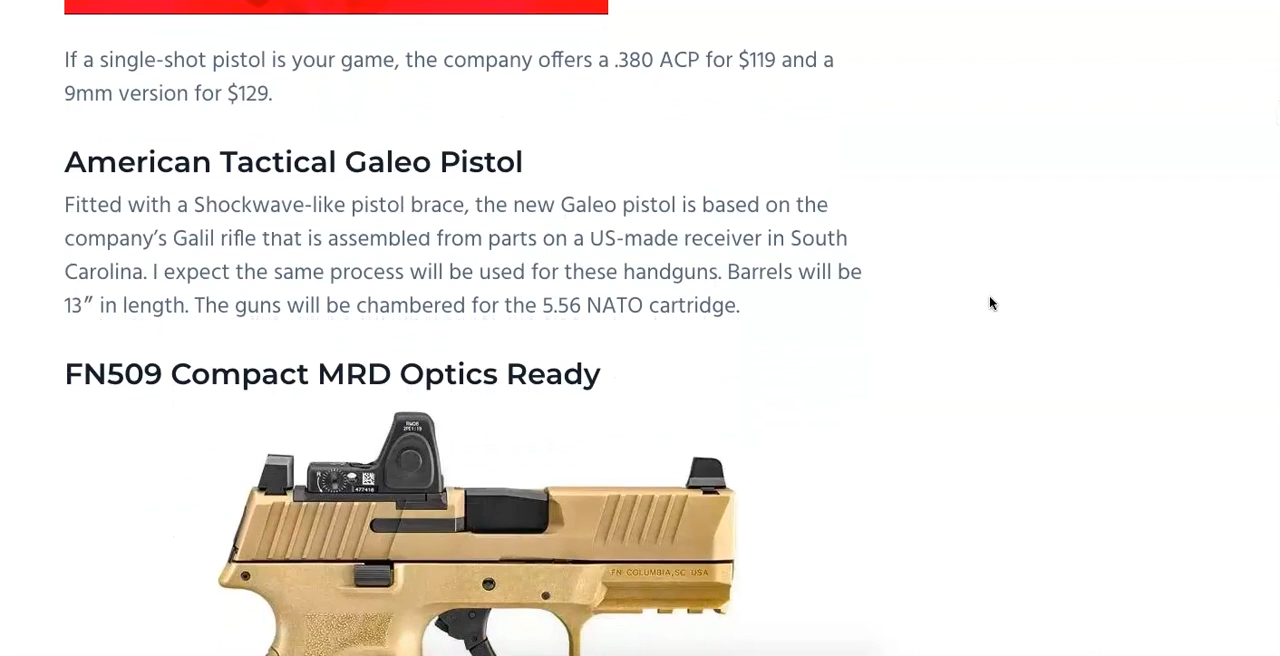 If a single-shot pistol is your game, the company offers a .380 ACP for $119 and a
9mm version for $129.
American Tactical Galeo Pistol
Fitted with a Shockwave-like pistol brace, the new Galeo pistol is based on the
company’s Galil rifle that is assembled from parts on a US-made receiver in South
Carolina. I expect the same process will be used for these handguns. Barrels will be
13″ in length. The guns will be chambered for the 5.56 NATO cartridge.
FN509 Compact MRD Optics Ready
FN COLUMBIA,SC USA